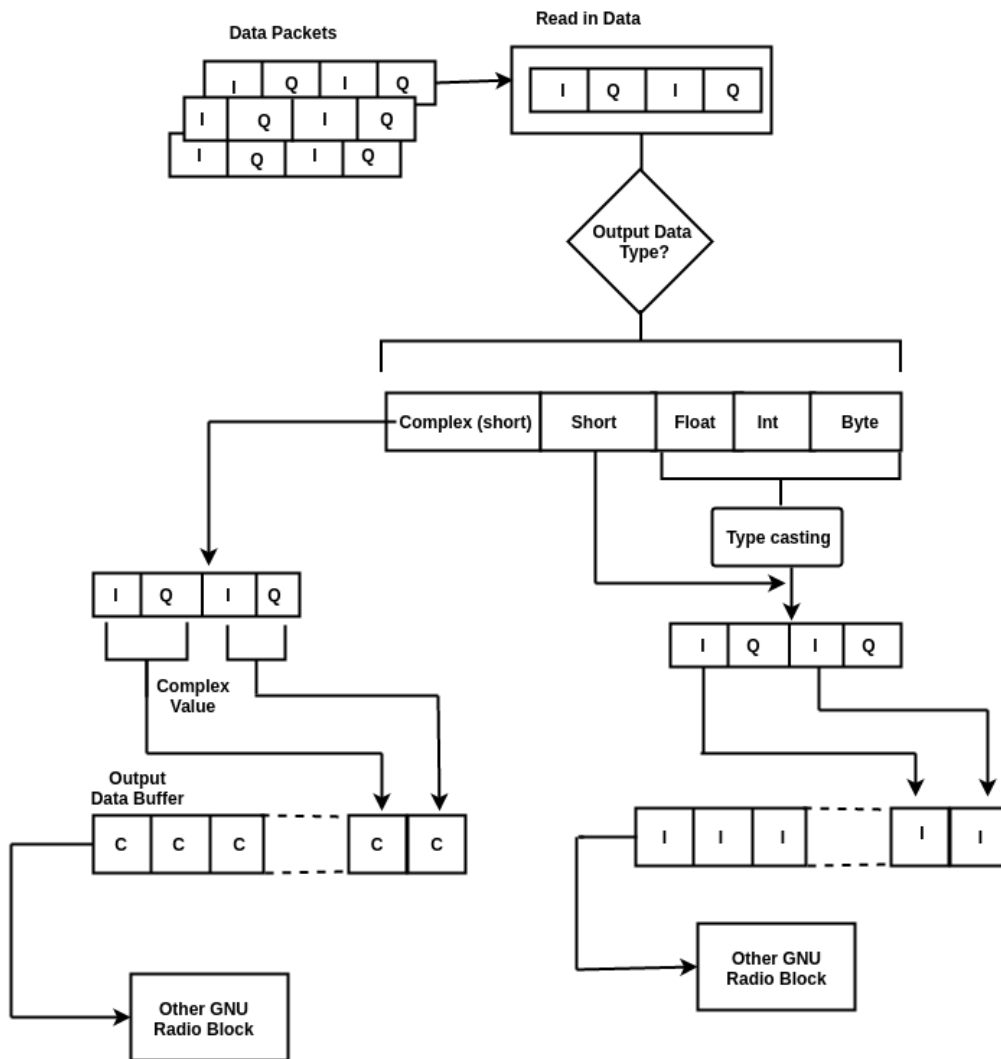 Read in Data
Data Packets
I Q I Q
I Q I Q
I Q I Q
I Q I Q
Output Data
Type?
Complex (short) Short Float Int Byte
Type casting
I Q I Q
I Q I Q
Complex
Value
Output
Data Buffer
C C C C C
I I I I I
Other GNU
Radio Block
Other GNU
Radio Block